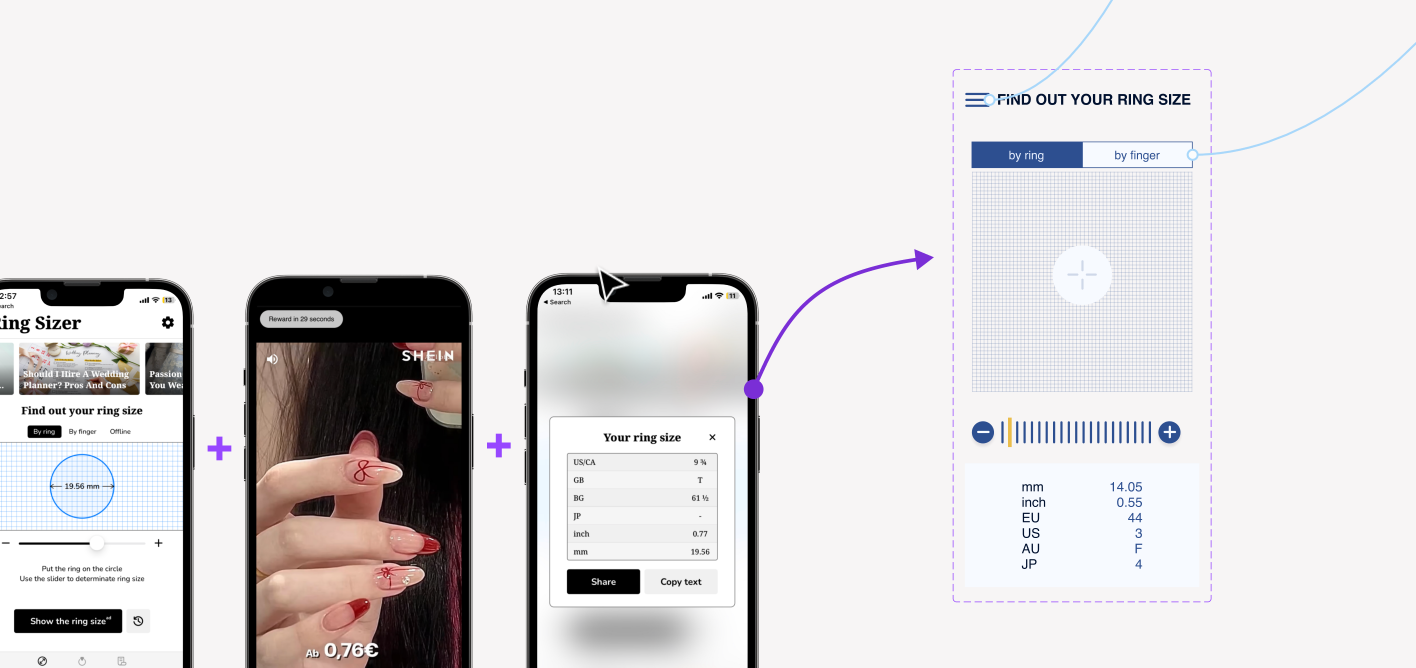 2:57
13
Ring Sizer
Should I Hire A Wedding
Planner? Pros And Cons
Passion
You Wea
Find out your ring size
By ring
By finger
Offline
19.56 mm
−
+
Put the ring on the circle
Use the slider to determinate ring size
Show the ring size
Reward in 29 seconds
SHEIN
Ab 0,76€
13:11
11
◀ Search
Your ring size ×
US/CA 9 ¾
GB T
BG 61 ½
JP -
inch 0.77
mm 19.56
Share
Copy text
FIND OUT YOUR RING SIZE
by ring
by finger
mm 14.05
inch 0.55
EU 44
US 3
AU F
JP 4